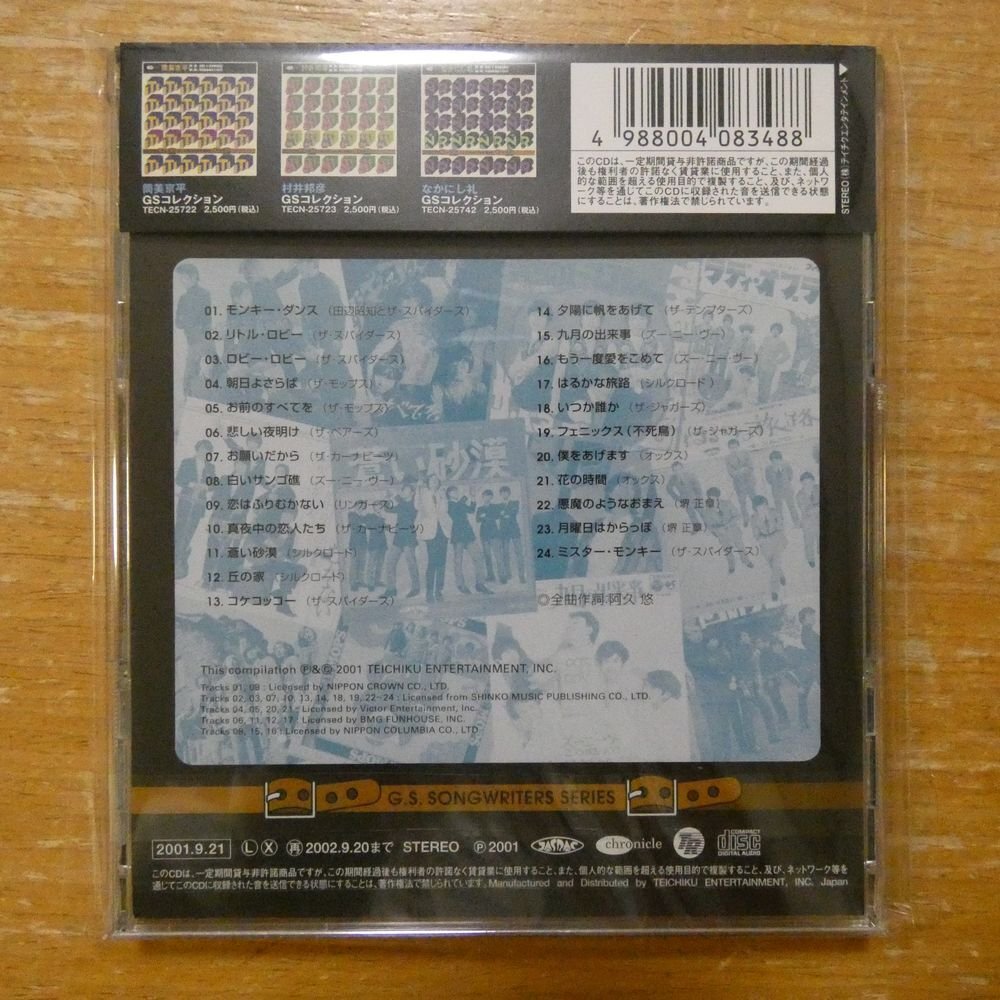 筒美京平
GSコレクション
TECN-25722 2,500円(税込)
村井邦彦
GSコレクション
TECN-25723 2,500円(税込)
なかにし礼
GSコレクション
TECN-25742 2,500円(税込)
4 988004 083488
このCDは、一定期間貸与非許諾商品ですが、この期間経過
後も権利者の許諾なく賃貸業に使用すること、また、個人
的な範囲を超える使用目的で複製すること、及び、ネットワ
ーク等を通じてこのCDに収録された音を送信できる状態
にすることは、著作権法で禁じられています。
STEREO (株)テイチクエンタテインメント
01. モンキー・ダンス (田辺昭知とザ・スパイダース)
02. リトル・ロビー (ザ・スパイダース)
03. ロビー・ロビー (ザ・スパイダース)
04. 朝日よさらば (ザ・モップス)
05. お前のすべてを (ザ・モップス)
06. 悲しい夜明け (ザ・ベアーズ)
07. お願いだから (ザ・カーナビーツ)
08. 白いサンゴ礁 (ズー・ニー・ヴー)
09. 恋はふりむかない (リンガース)
10. 真夜中の恋人たち (ザ・カーナビーツ)
11. 蒼い砂漠 (シルクロード)
12. 丘の家 (シルクロード)
13. コケコッコー (ザ・スパイダース)
14. 夕陽に帆をあげて (ザ・テンプターズ)
15. 九月の出来事 (ズー・ニー・ヴー)
16. もう一度愛をこめて (ズー・ニー・ヴー)
17. はるかな旅路 (シルクロード)
18. いつか誰か (ザ・ジャガーズ)
19. フェニックス(不死鳥) (ザ・ジャガーズ)
20. 僕をあげます (オックス)
21. 花の時間 (オックス)
22. 悪魔のようなおまえ (堺 正章)
23. 月曜日はからっぽ (堺 正章)
24. ミスター・モンキー (ザ・スパイダース)
◎全曲作詞:阿久 悠
蒼い砂漠
This compilation Ⓟ&© 2001 TEICHIKU ENTERTAINMENT, INC.
Tracks 01, 09 : Licensed by NIPPON CROWN CO., LTD.
Tracks 02, 03, 07, 10, 13, 14, 18, 19, 22~24 : Licensed from SHINKO MUSIC PUBLISHING CO., LTD.
Tracks 04, 05, 20, 21 : Licensed by Victor Entertainment, Inc.
Tracks 06, 11, 12, 17 : Licensed by BMG FUNHOUSE, INC.
Tracks 08, 15, 16 : Licensed by NIPPON COLUMBIA CO., LTD
G.S. SONGWRITERS SERIES
2001.9.21 Ⓛ Ⓧ ㊐ 2002.9.20まで STEREO Ⓟ2001 JASRAC chronicle TR COMPACT disc DIGITAL AUDIO
このCDは、一定期間貸与非許諾商品ですが、この期間経過後も権利者の許諾なく賃貸業に使用すること、また、個人的な範囲を超える使用目的で複製すること、及び、ネットワーク等を
通じてこのCDに収録された音を送信できる状態にすることは、著作権法で禁じられています。Manufactured and Distributed by TEICHIKU ENTERTAINMENT, INC. Japan